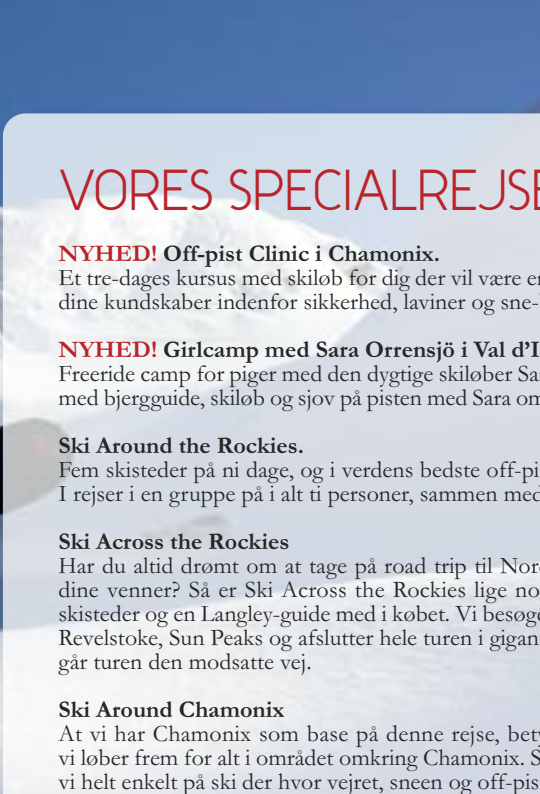 VORES SPECIALREJSE
NYHED! Off-pist Clinic i Chamonix.
Et tre-dages kursus med skiløb for dig der vil være en
dine kundskaber indenfor sikkerhed, laviner og sne-
NYHED! Girlcamp med Sara Orrensjö i Val d’I
Freeride camp for piger med den dygtige skiløber Sar
med bjergguide, skiløb og sjov på pisten med Sara om
Ski Around the Rockies.
Fem skisteder på ni dage, og i verdens bedste off-pi
I rejser i en gruppe på i alt ti personer, sammen med
Ski Across the Rockies
Har du altid drømt om at tage på road trip til Nord
dine venner? Så er Ski Across the Rockies lige no
skisteder og en Langley-guide med i købet. Vi besøge
Revelstoke, Sun Peaks og afslutter hele turen i gigan
går turen den modsatte vej.
Ski Around Chamonix
At vi har Chamonix som base på denne rejse, bety
vi løber frem for alt i området omkring Chamonix. S
vi helt enkelt på ski der hvor vejret, sneen og off-pis